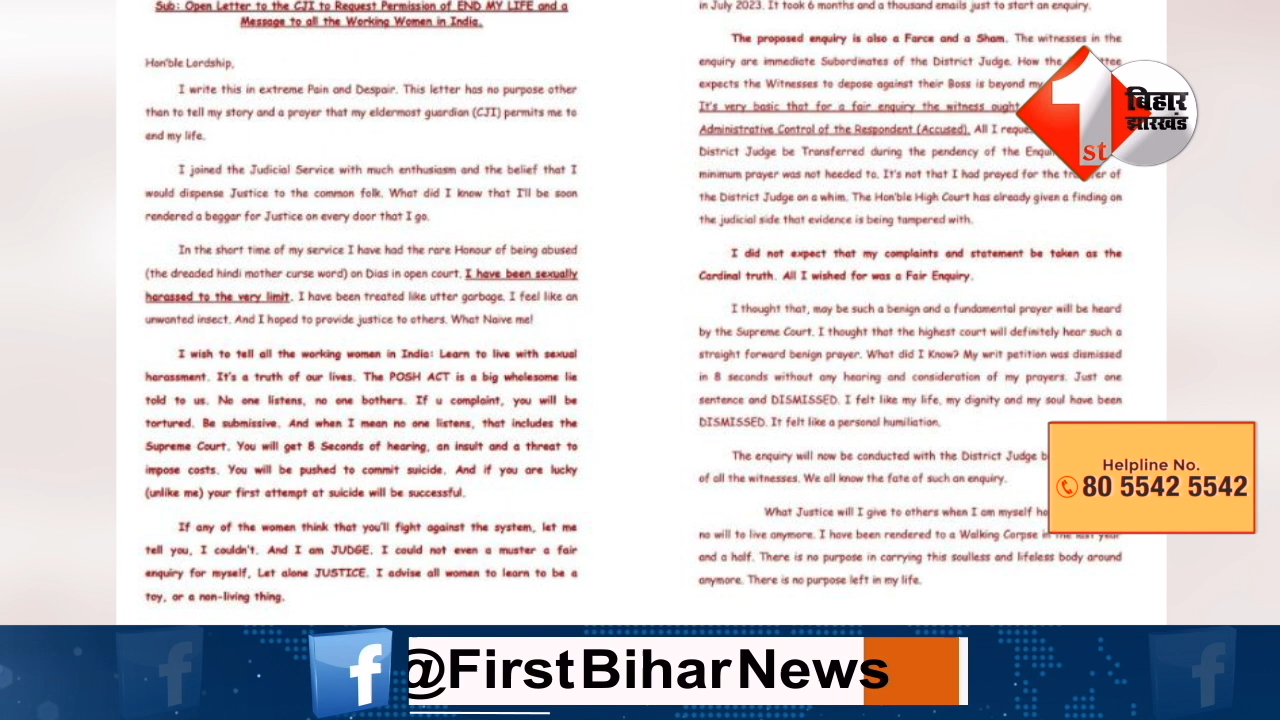 Sub: Open Letter to the CJI to Request Permission of END MY LIFE and a
Message to all the Working Women in India.
Hon'ble Lordship,
I write this in extreme Pain and Despair. This letter has no purpose other
than to tell my story and a prayer that my eldermost guardian (CJI) permits me to
end my life.
I joined the Judicial Service with much enthusiasm and the belief that I
would dispense Justice to the common folk. What did I know that I'll be soon
rendered a beggar for Justice on every door that I go.
In the short time of my service I have had the rare Honour of being abused
(the dreaded hindi mother curse word) on Dias in open court. I have been sexually
harassed to the very limit. I have been treated like utter garbage. I feel like an
unwanted insect. And I hoped to provide justice to others. What Naive me!
I wish to tell all the working women in India: Learn to live with sexual
harassment. It's a truth of our lives. The POSH ACT is a big wholesome lie
told to us. No one listens, no one bothers. If u complaint, you will be
tortured. Be submissive. And when I mean no one listens, that includes the
Supreme Court. You will get 8 Seconds of hearing, an insult and a threat to
impose costs. You will be pushed to commit suicide. And if you are lucky
(unlike me) your first attempt at suicide will be successful.
If any of the women think that you'll fight against the system, let me
tell you, I couldn't. And I am JUDGE. I could not even a muster a fair
enquiry for myself, Let alone JUSTICE. I advise all women to learn to be a
toy, or a non-living thing.
in July 2023. It took 6 months and a thousand emails just to start an enquiry.
The proposed enquiry is also a Farce and a Sham. The witnesses in the
enquiry are immediate Subordinates of the District Judge. How the
expects the Witnesses to depose against their Boss is beyond
It's very basic that for a fair enquiry the witness ought
Administrative Control of the Respondent (Accused). All I
District Judge be Transferred during the pendency of the
minimum prayer was not heeded to. It's not that I had prayed for the of
the District Judge on a whim. The Hon'ble High Court has already given a finding on
the judicial side that evidence is being tampered with.
I did not expect that my complaints and statement be taken as the
Cardinal truth. All I wished for was a Fair Enquiry.
I thought that, may be such a benign and a fundamental prayer will be heard
by the Supreme Court. I thought that the highest court will definitely hear such a
straight forward benign prayer. What did I Know? My writ petition was dismissed
in 8 seconds without any hearing and consideration of my prayers. Just one
sentence and DISMISSED. I felt like my life, my dignity and my soul have been
DISMISSED. It felt like a personal humiliation.
The enquiry will now be conducted with the District Judge
of all the witnesses. We all know the fate of such an enquiry.
What Justice will I give to others when I am myself
no will to live anymore. I have been rendered to a Walking Corpse in the last year
and a half. There is no purpose in carrying this soulless and lifeless body around
anymore. There is no purpose left in my life.
1st
बिहार
झारखंड
Helpline No.
80 5542 5542
f
@FirstBiharNews